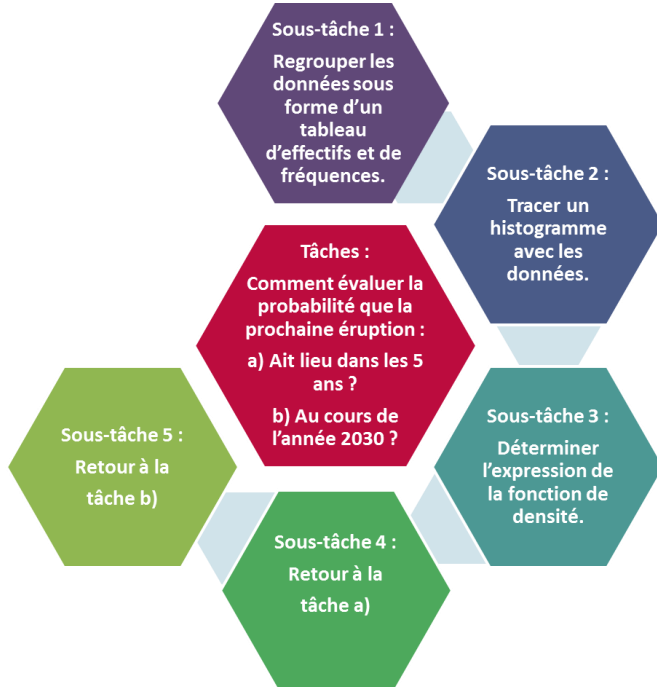 Sous-tâche 1 :
Regrouper les
données sous
forme d'un
tableau
d'effectifs et de
fréquences.
Sous-tâche 2 :
Tracer un
histogramme
avec les
données.
Tâches :
Comment évaluer la
probabilité que la
prochaine éruption :
a) Ait lieu dans les 5
ans ?
b) Au cours de
l'année 2030 ?
Sous-tâche 3 :
Déterminer
l'expression de
la fonction de
densité.
Sous-tâche 4 :
Retour à la
tâche a)
Sous-tâche 5 :
Retour à la
tâche b)